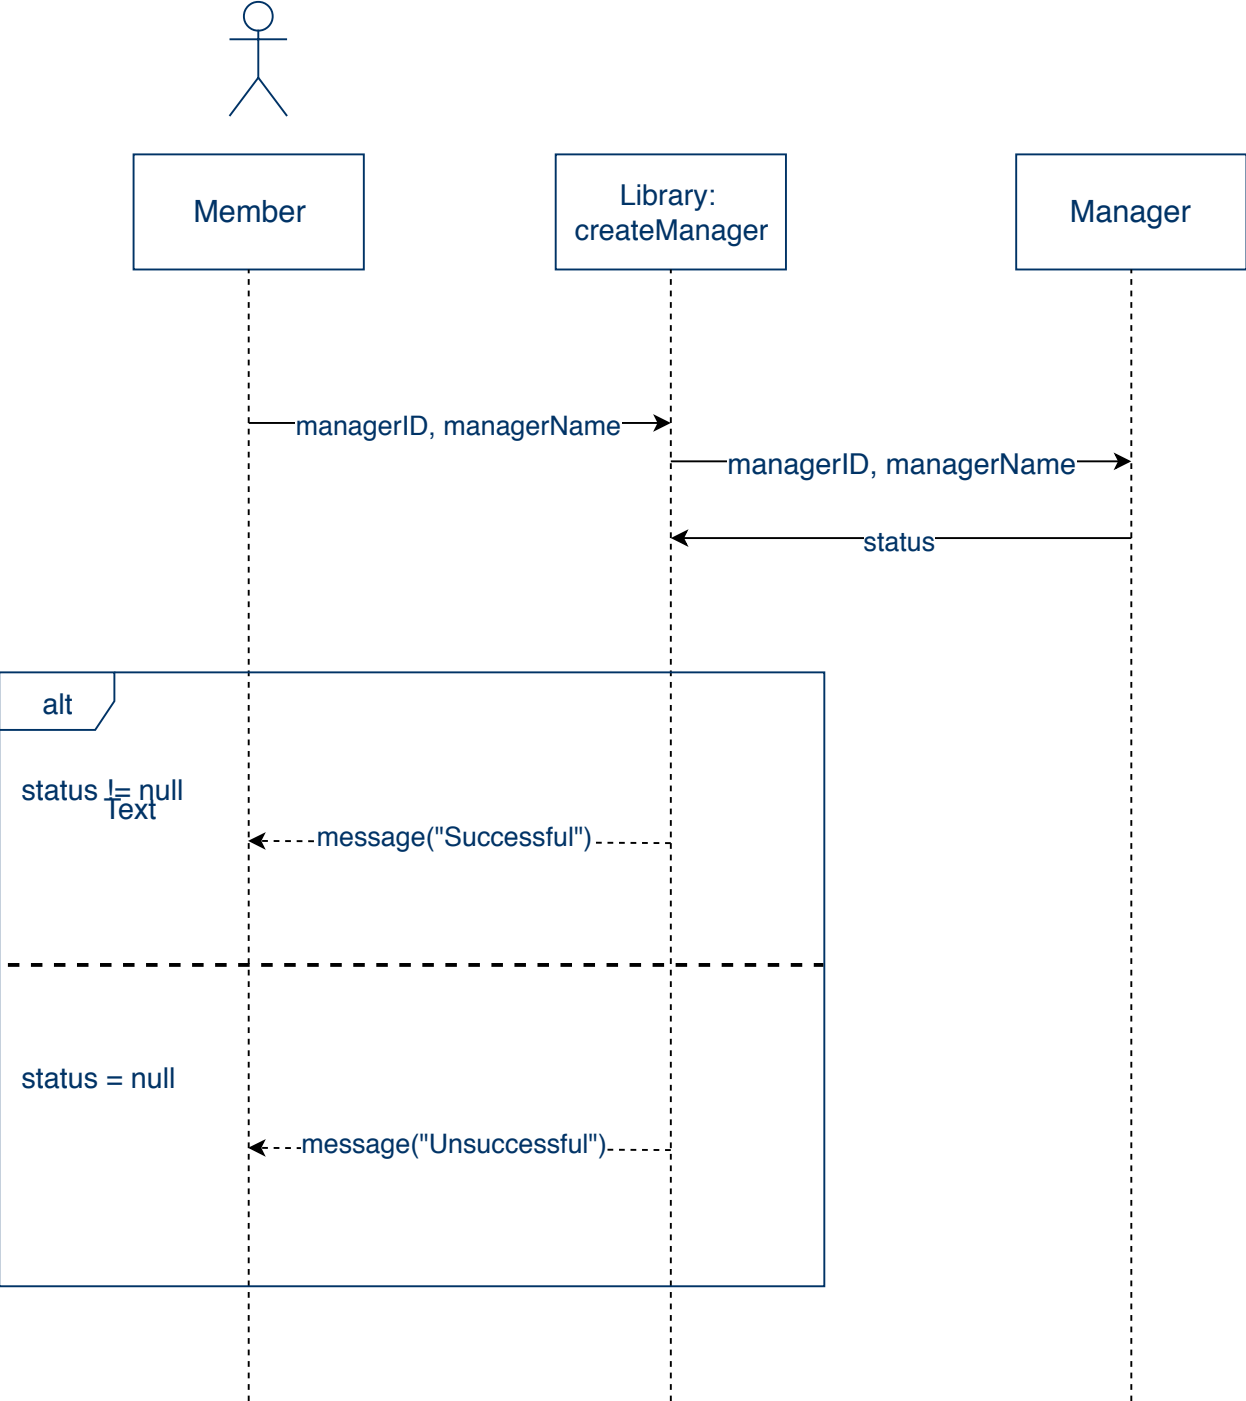 Member
Library:
createManager
Manager
managerID, managerName
managerID, managerName
status
alt
status != null
Text
message("Successful")
status = null
message("Unsuccessful")